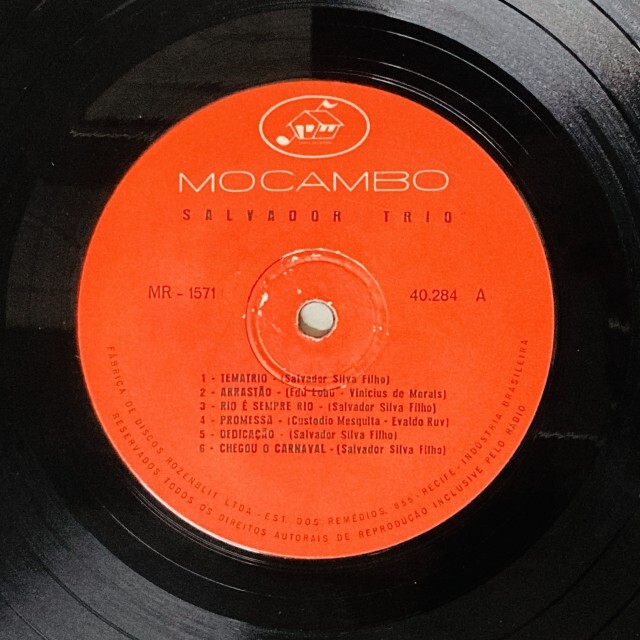 MOCAMBO
SALVADOR TRIO
MR - 1571
40.284 A
1 - TEMATRIO - (Salvador Silva Filho)
2 - ARRASTÃO - (Edu Lobo - Vinicius de Morais)
3 - RIO É SEMPRE RIO - (Salvador Silva Filho)
4 - PROMESSA - (Custodio Mesquita - Evaldo Ruy)
5 - DEDICAÇÃO - (Salvador Silva Filho)
6 - CHEGOU O CARNAVAL - (Salvador Silva Filho)
FÁBRICA DE DISCOS ROZENBLIT LTDA - EST. DOS REMÉDIOS, 855 - RECIFE - INDÚSTRIA BRASILEIRA
RESERVADOS TODOS OS DIREITOS AUTORAIS DE REPRODUÇÃO INCLUSIVE PELO RÁDIO